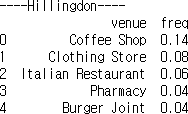 ----Hillingdon----
venue freq
0 Coffee Shop 0.14
1 Clothing Store 0.08
2 Italian Restaurant 0.06
3 Pharmacy 0.04
4 Burger Joint 0.04